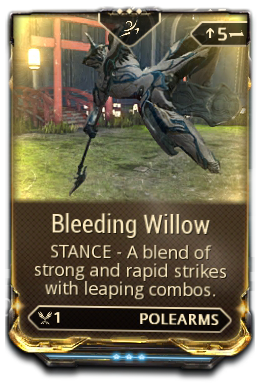 5
Bleeding Willow
STANCE - A blend of
strong and rapid strikes
with leaping combos.
1 POLEARMS